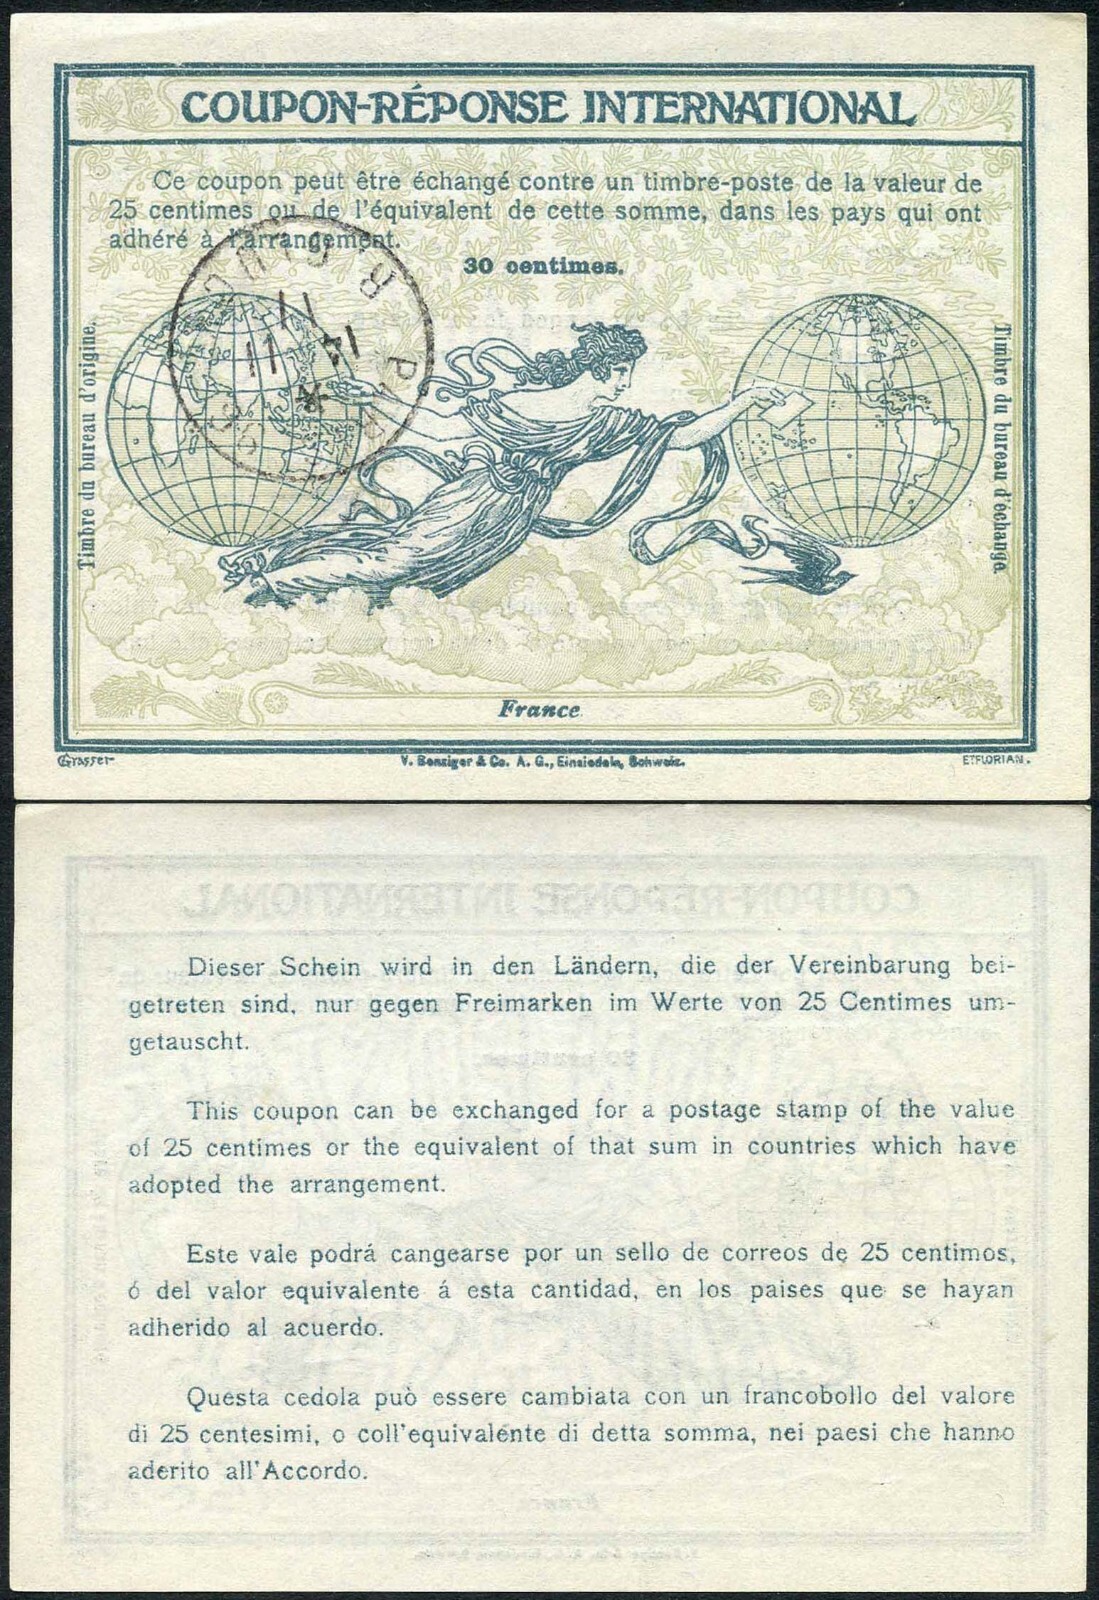 COUPON-RÉPONSE INTERNATIONAL
Ce coupon peut être échangé contre un timbre-poste de la valeur de
25 centimes ou de l'équivalent de cette somme, dans les pays qui ont
adhéré à l'arrangement.
30 centimes.
Timbre du bureau d'origine.
Timbre du bureau d'échange.
PARIS
11
14
11
France
Grasset
V. Benziger & Co. A. G., Einsiedeln, Schweiz.
E. FLORIAN.
Dieser Schein wird in den Ländern, die der Vereinbarung bei-
getreten sind, nur gegen Freimarken im Werte von 25 Centimes um-
getauscht.
This coupon can be exchanged for a postage stamp of the value
of 25 centimes or the equivalent of that sum in countries which have
adopted the arrangement.
Este vale podrá cangearse por un sello de correos de 25 centimos,
ó del valor equivalente á esta cantidad, en los paises que se hayan
adherido al acuerdo.
Questa cedola può essere cambiata con un francobollo del valore
di 25 centesimi, o coll'equivalente di detta somma, nei paesi che hanno
aderito all'Accordo.